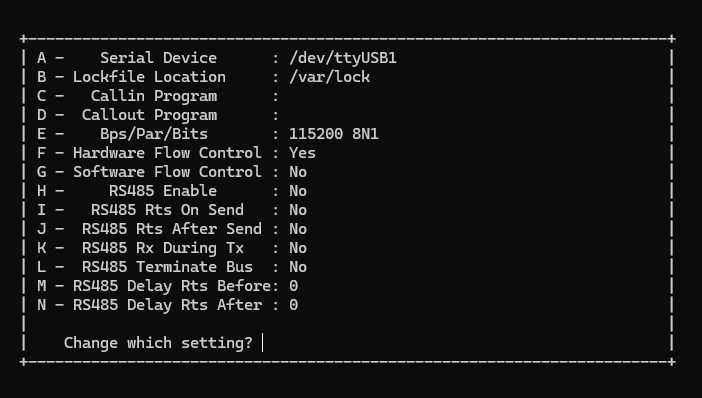 A -    Serial Device      : /dev/ttyUSB1
B - Lockfile Location     : /var/lock
C -   Callin Program      :
D -  Callout Program      :
E -    Bps/Par/Bits       : 115200 8N1
F - Hardware Flow Control : Yes
G - Software Flow Control : No
H -     RS485 Enable      : No
I -   RS485 Rts On Send   : No
J -  RS485 Rts After Send : No
K -  RS485 Rx During Tx   : No
L -  RS485 Terminate Bus  : No
M - RS485 Delay Rts Before: 0
N - RS485 Delay Rts After : 0
Change which setting?